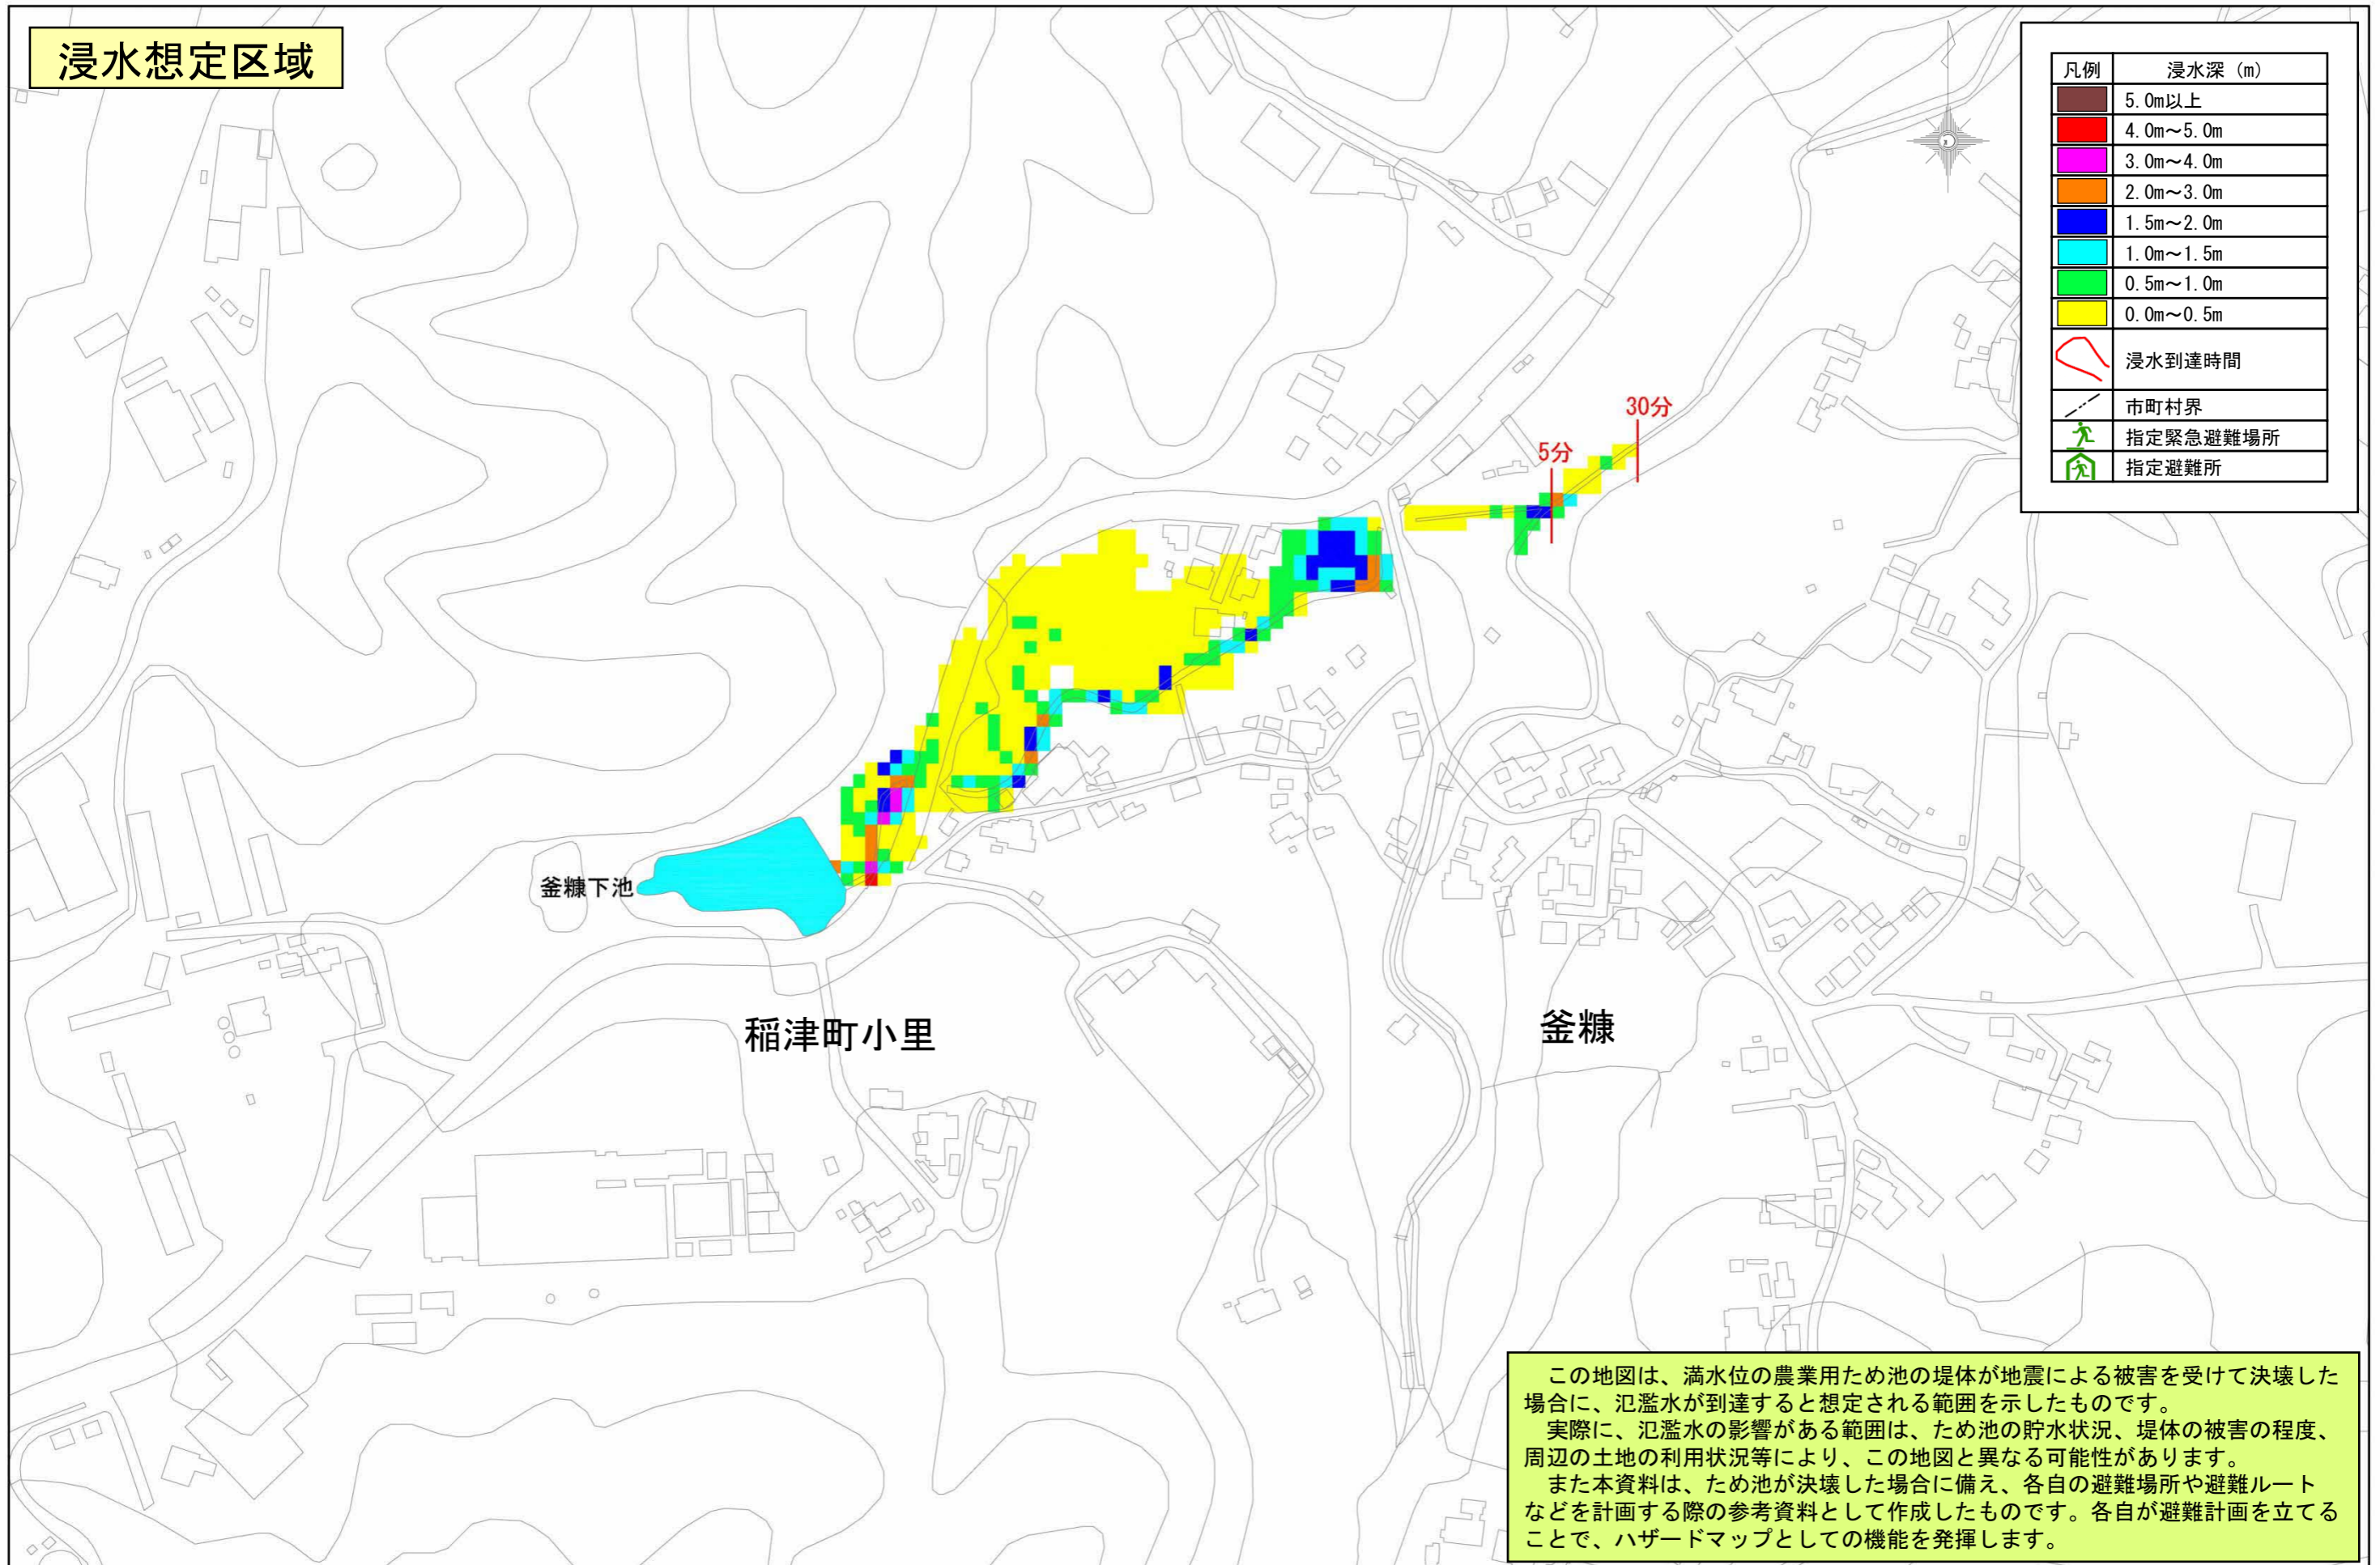 浸水想定区域
凡例 浸水深（m）
5.0m以上
4.0m～5.0m
3.0m～4.0m
2.0m～3.0m
1.5m～2.0m
1.0m～1.5m
0.5m～1.0m
0.0m～0.5m
浸水到達時間
市町村界
指定緊急避難場所
指定避難所
30分
5分
釜糠下池
稲津町小里
釜糠
この地図は、満水位の農業用ため池の堤体が地震による被害を受けて決壊した
場合に、氾濫水が到達すると想定される範囲を示したものです。
実際に、氾濫水の影響がある範囲は、ため池の貯水状況、堤体の被害の程度、
周辺の土地の利用状況等により、この地図と異なる可能性があります。
また本資料は、ため池が決壊した場合に備え、各自の避難場所や避難ルート
などを計画する際の参考資料として作成したものです。各自が避難計画を立てる
ことで、ハザードマップとしての機能を発揮します。